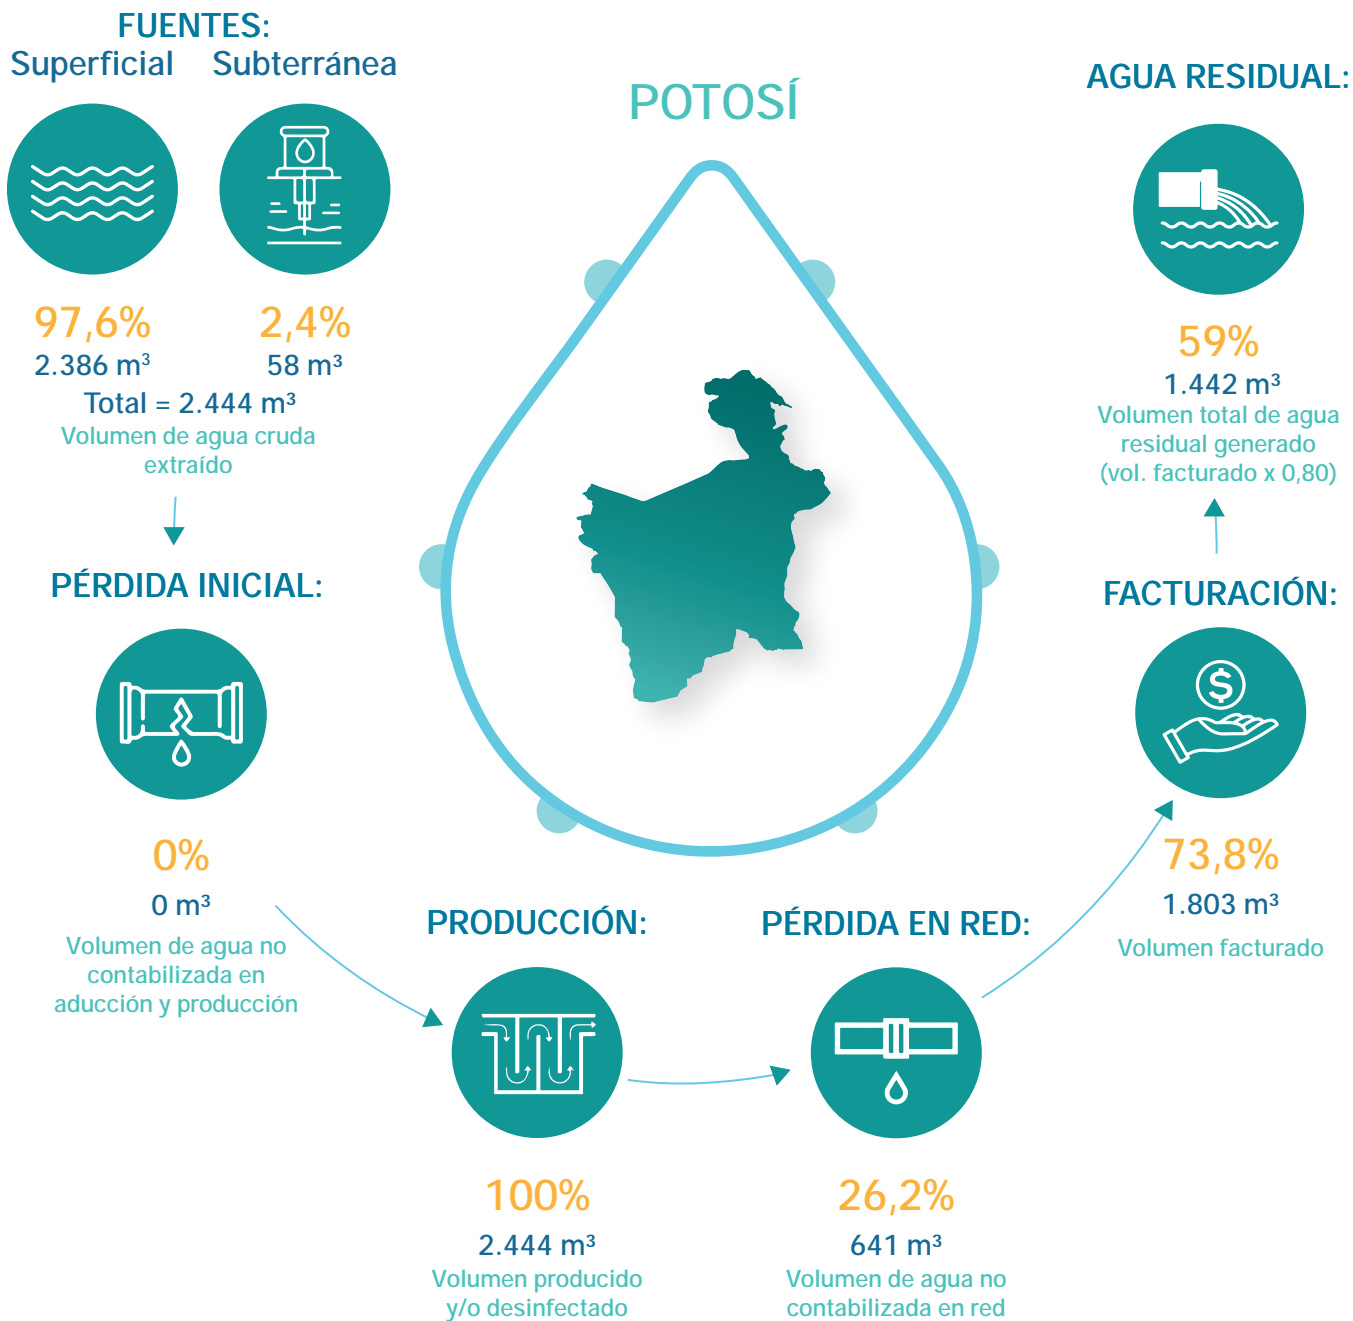 FUENTES:
Superficial
Subterránea
97,6%
2.386 m³
2,4%
58 m³
Total = 2.444 m³
Volumen de agua cruda
extraído
PÉRDIDA INICIAL:
0%
0 m³
Volumen de agua no
contabilizada en
aducción y producción
POTOSÍ
PRODUCCIÓN:
100%
2.444 m³
Volumen producido
y/o desinfectado
PÉRDIDA EN RED:
26,2%
641 m³
Volumen de agua no
contabilizada en red
FACTURACIÓN:
$
73,8%
1.803 m³
Volumen facturado
AGUA RESIDUAL:
59%
1.442 m³
Volumen total de agua
residual generado
(vol. facturado x 0,80)